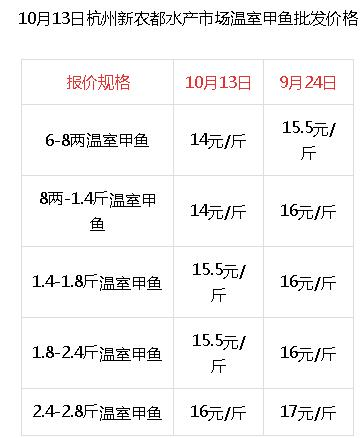 10月13日杭州新农都水产市场温室甲鱼批发价格
报价规格 10月13日 9月24日
6-8两温室甲鱼 14元/斤 15.5元/
斤
8两-1.4斤温室甲 14元/斤 16元/斤
鱼
1.4-1.8斤温室甲鱼 15.5元/ 16元/斤
斤
1.8-2.4斤温室甲鱼 15.5元/ 16元/斤
斤
2.4-2.8斤温室甲鱼 16元/斤 17元/斤